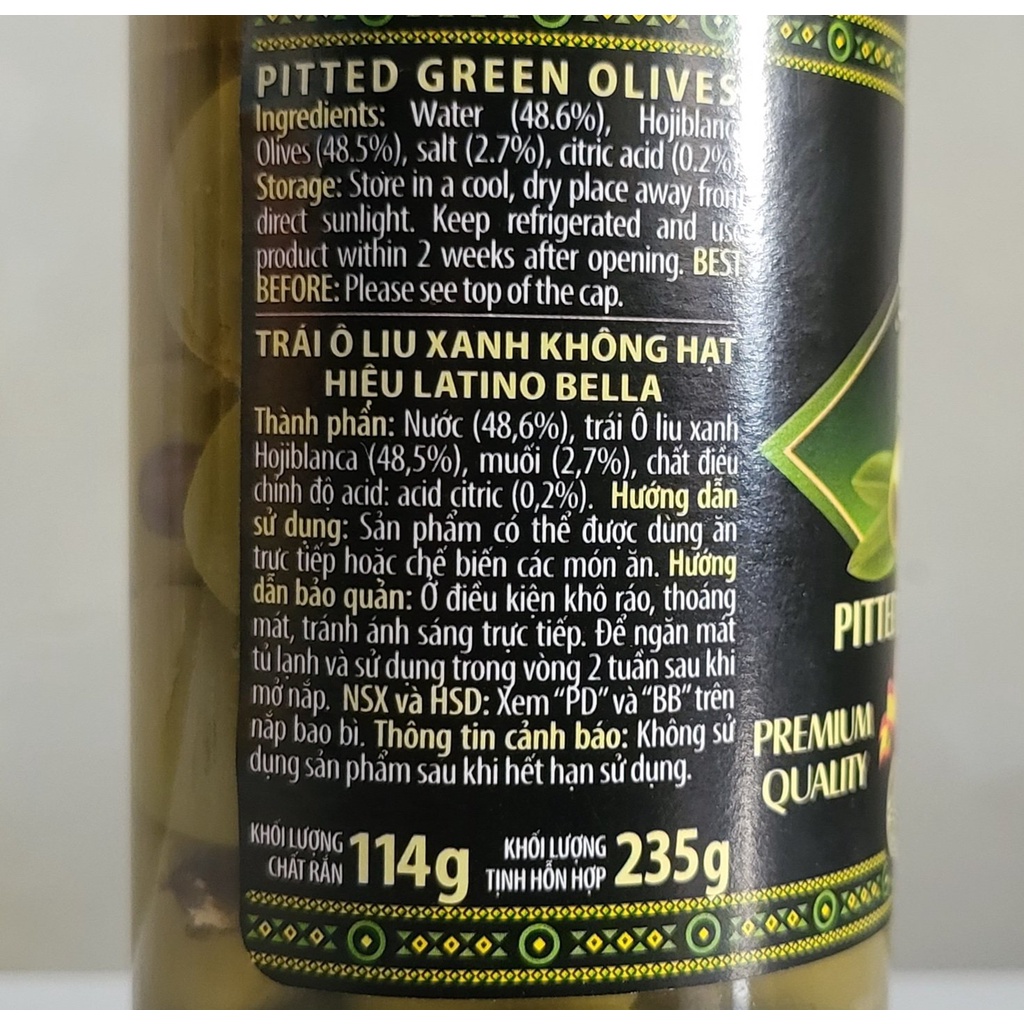 PITTED GREEN OLIVES
Ingredients: Water (48.6%), Hojiblanc
Olives (48.5%), salt (2.7%), citric acid (0.2%
Storage: Store in a cool, dry place away from
direct sunlight. Keep refrigerated and use
product within 2 weeks after opening. BEST
BEFORE: Please see top of the cap.
TRÁI Ô LIU XANH KHÔNG HẠT
HIỆU LATINO BELLA
Thành phần: Nước (48,6%), trái Ô liu xanh
Hojiblanca (48,5%), muối (2,7%), chất điều
chỉnh độ acid: acid citric (0,2%). Hướng dẫn
sử dụng: Sản phẩm có thể được dùng ăn
trực tiếp hoặc chế biến các món ăn. Hướng
dẫn bảo quản: Ở điều kiện khô ráo, thoáng
mát, tránh ánh sáng trực tiếp. Để ngăn mát
tủ lạnh và sử dụng trong vòng 2 tuần sau khi
mở nắp. NSX và HSD: Xem "PD" và "BB" trên
nắp bao bì. Thông tin cảnh báo: Không sử
dụng sản phẩm sau khi hết hạn sử dụng.
KHỐI LƯỢNG
CHẤT RẮN 114g
KHỐI LƯỢNG
TỊNH HỖN HỢP 235g
PITTE
PREMIUM
QUALITY